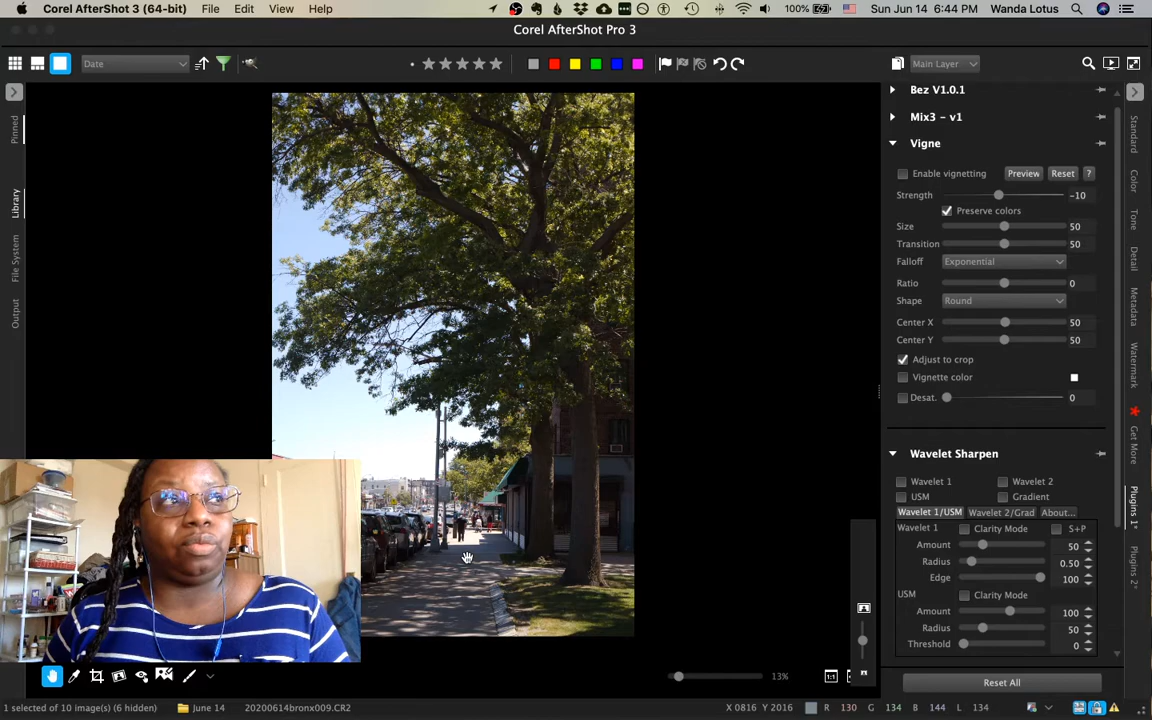 Corel AfterShot 3 (64-bit) File Edit View Help 100% Sun Jun 14 6:44 PM Wanda Lotus
Corel AfterShot Pro 3
Date
Main Layer
Pinned
Library
File System
Output
Bez V1.0.1
Mix3 - v1
Vigne
Enable vignetting Preview Reset ?
Strength -10
Preserve colors
Size 50
Transition 50
Falloff Exponential
Ratio 0
Shape Round
Center X 50
Center Y 50
Adjust to crop
Vignette color
Desat. 0
Wavelet Sharpen
Wavelet 1 Wavelet 2
USM Gradient
Wavelet 1/USM Wavelet 2/Grad About...
Wavelet 1 Clarity Mode S+P
Amount 50
Radius 0.50
Edge 100
USM Clarity Mode
Amount 100
Radius 50
Threshold 0
Reset All
Standard
Color
Tone
Detail
Metadata
Watermark
Get More
Plugins 1*
Plugins 2*
13%
1:1
1 selected of 10 image(s) (6 hidden) June 14 20200614bronx009.CR2 X 0816 Y 2016 R 130 G 134 B 144 L 134